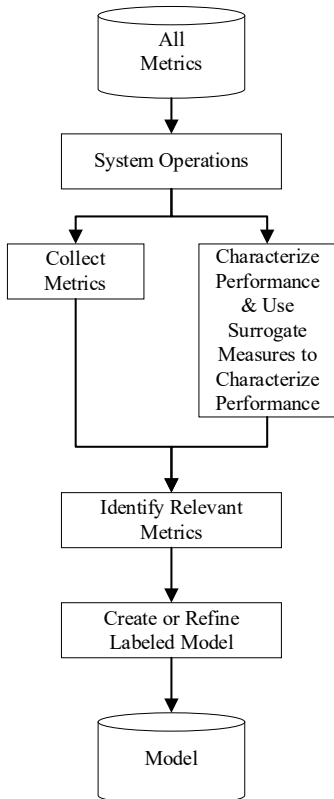 All
Metrics
System Operations
Collect
Metrics
Characterize
Performance
& Use
Surrogate
Measures to
Characterize
Performance
Identify Relevant
Metrics
Create or Refine
Labeled Model
Model